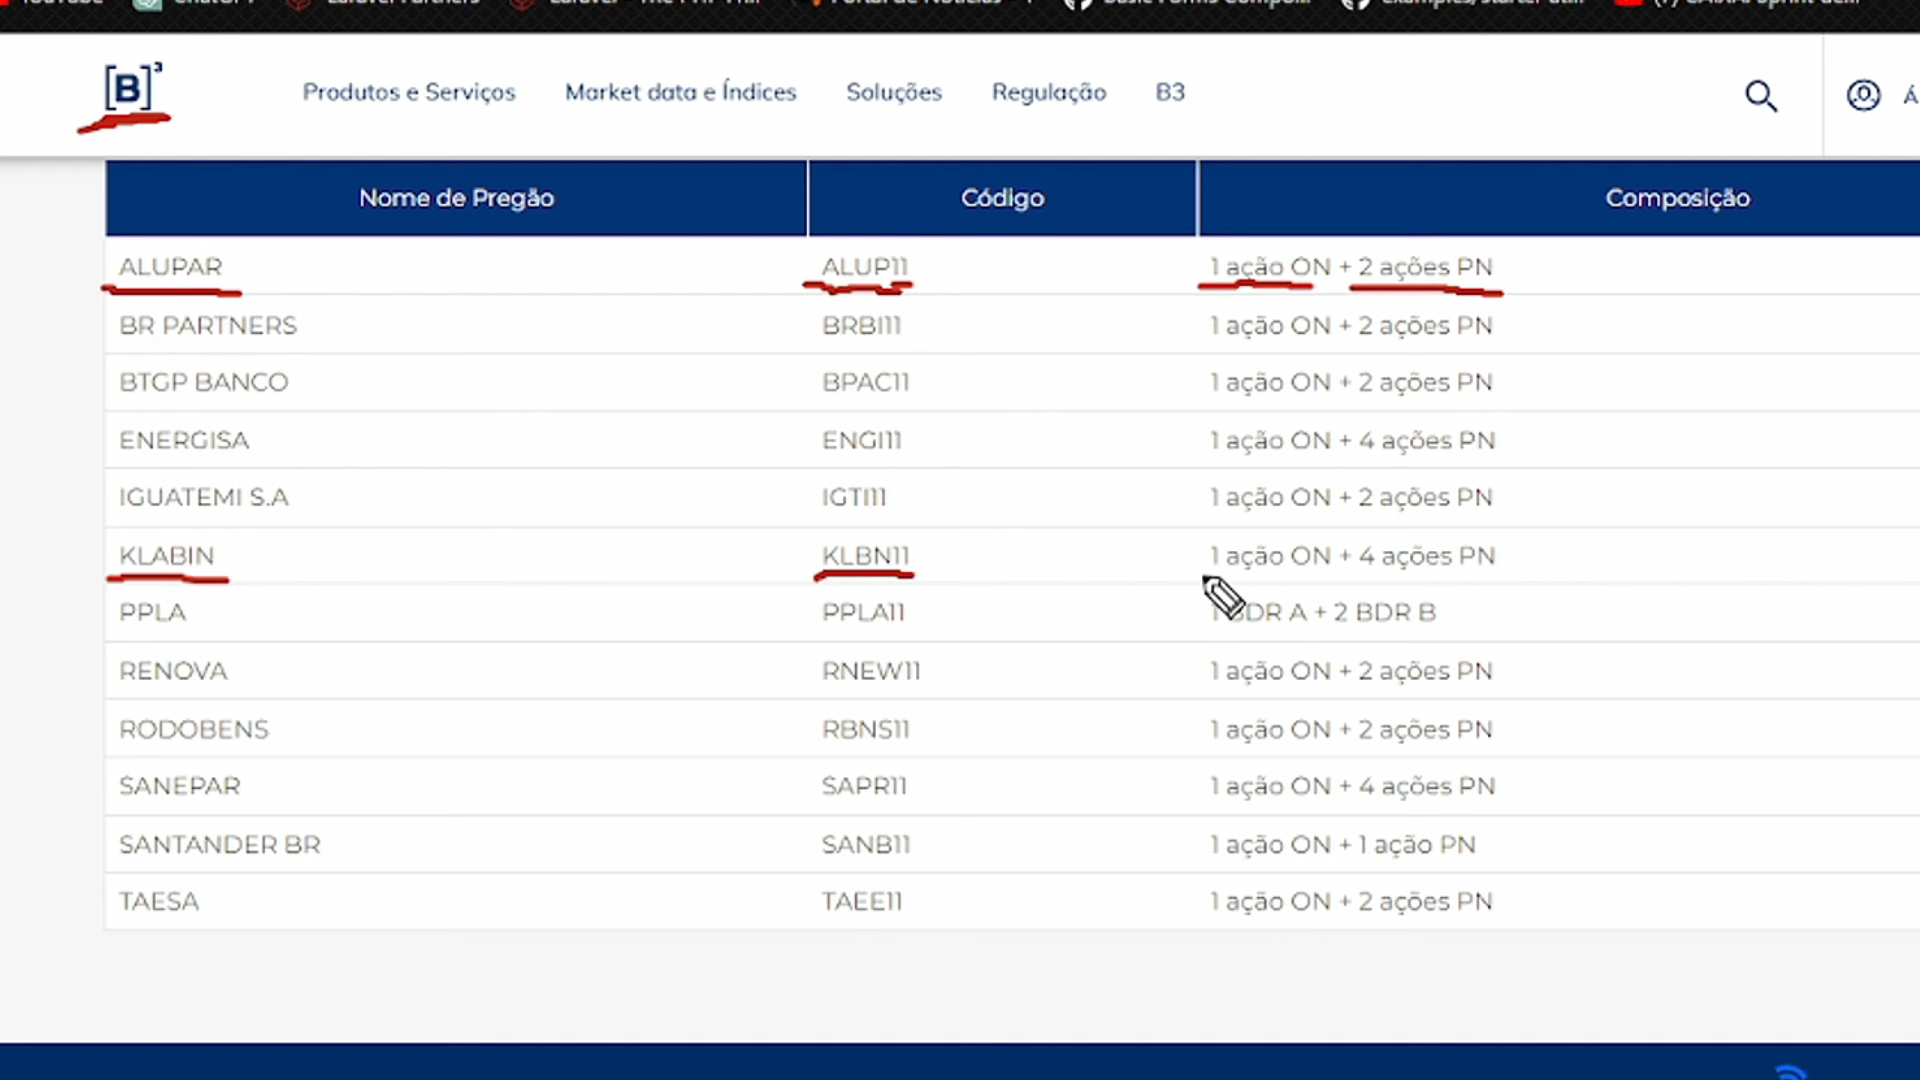 YouTube ChatGPT Laravel Partners
[B]³ Produtos e Serviços Market data e Índices Soluções Regulação B3
Nome de Pregão Código Composição
ALUPAR ALUP11 1 ação ON + 2 ações PN
BR PARTNERS BRBI11 1 ação ON + 2 ações PN
BTGP BANCO BPAC11 1 ação ON + 2 ações PN
ENERGISA ENGI11 1 ação ON + 4 ações PN
IGUATEMI S.A IGTI11 1 ação ON + 2 ações PN
KLABIN KLBN11 1 ação ON + 4 ações PN
PPLA PPLA11 1 BDR A + 2 BDR B
RENOVA RNEW11 1 ação ON + 2 ações PN
RODOBENS RBNS11 1 ação ON + 2 ações PN
SANEPAR SAPR11 1 ação ON + 4 ações PN
SANTANDER BR SANB11 1 ação ON + 1 ação PN
TAESA TAEE11 1 ação ON + 2 ações PN